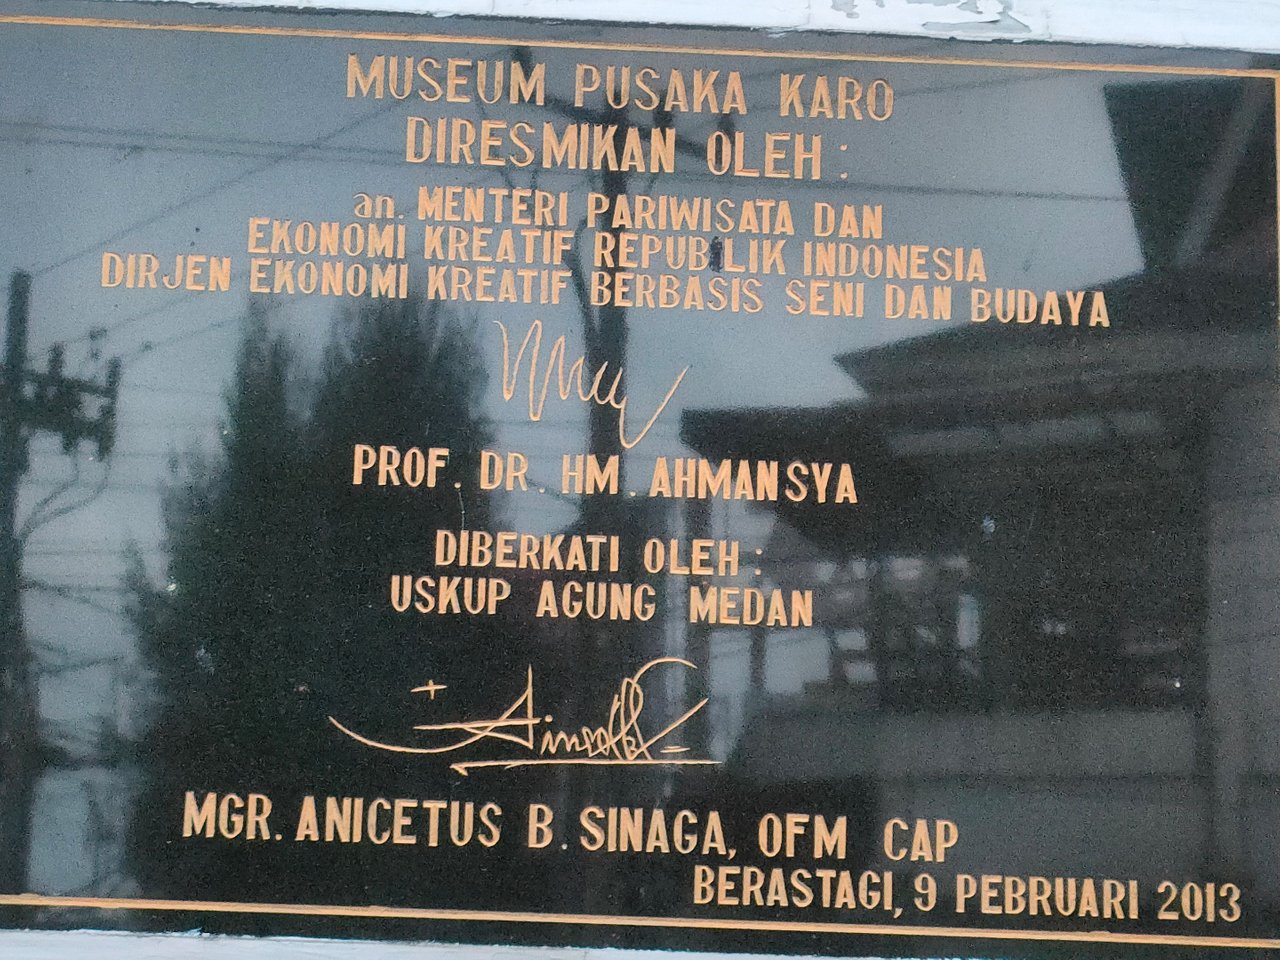 MUSEUM PUSAKA KARO
DIRESMIKAN OLEH :
an. MENTERI PARIWISATA DAN
EKONOMI KREATIF REPUBLIK INDONESIA
DIRJEN EKONOMI KREATIF BERBASIS SENI DAN BUDAYA
PROF. DR. HM. AHMANSYA
DIBERKATI OLEH :
USKUP AGUNG MEDAN
MGR. ANICETUS B. SINAGA, OFM CAP
BERASTAGI, 9 PEBRUARI 2013